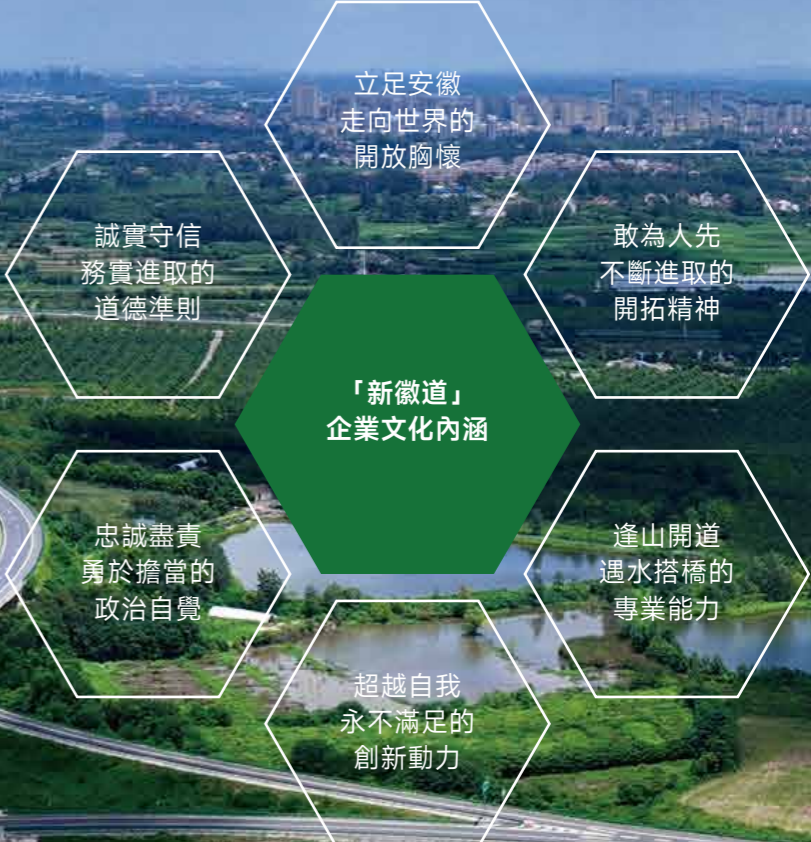 立足安徽
走向世界的
開放胸懷
誠實守信
務實進取的
道德準則
敢為人先
不斷進取的
開拓精神
「新徽道」
企業文化內涵
忠誠盡責
勇於擔當的
政治自覺
逢山開道
遇水搭橋的
專業能力
超越自我
永不滿足的
創新動力